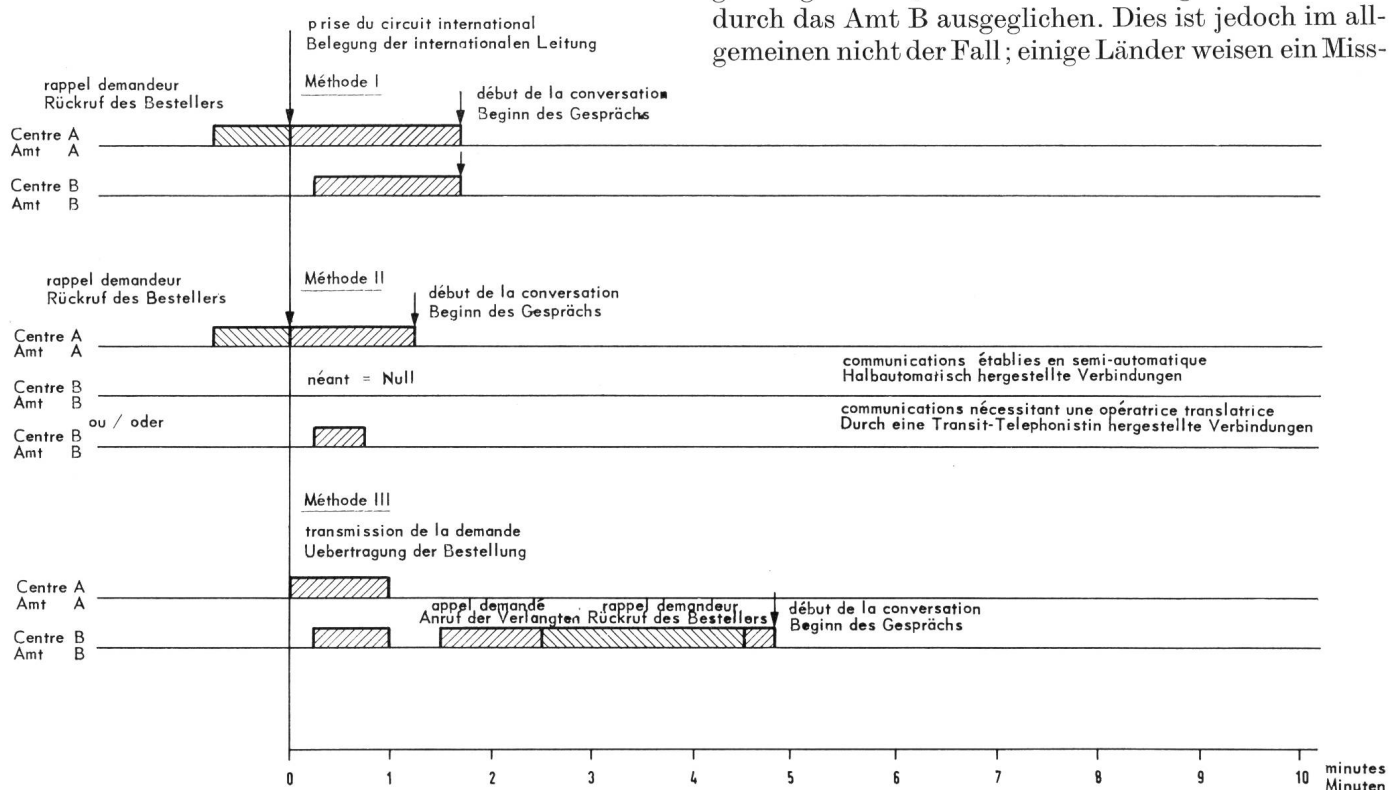 durch das Amt B ausgeglichen. Dies ist jedoch im all-
gemeinen nicht der Fall; einige Länder weisen ein Miss-
prise du circuit international
Belegung der internationalen Leitung
rappel demandeur
Rückruf des Bestellers
Méthode I
début de la conversation
Beginn des Gesprächs
Centre A
Amt A
Centre B
Amt B
rappel demandeur
Rückruf des Bestellers
Méthode II
début de la conversation
Beginn des Gesprächs
Centre A
Amt A
communications établies en semi-automatique
Halbautomatisch hergestellte Verbindungen
Centre B
Amt B
néant = Null
ou / oder
communications nécessitant une opératrice translatrice
Durch eine Transit-Telephonistin hergestellte Verbindungen
Centre B
Amt B
Méthode III
transmission de la demande
Uebertragung der Bestellung
Centre A
Amt A
appel demandé rappel demandeur
Anruf der Verlangten Rückruf des Bestellers
début de la conversation
Beginn des Gesprächs
Centre B
Amt B
0 1 2 3 4 5 6 7 8 9 10
minutes
Minuten